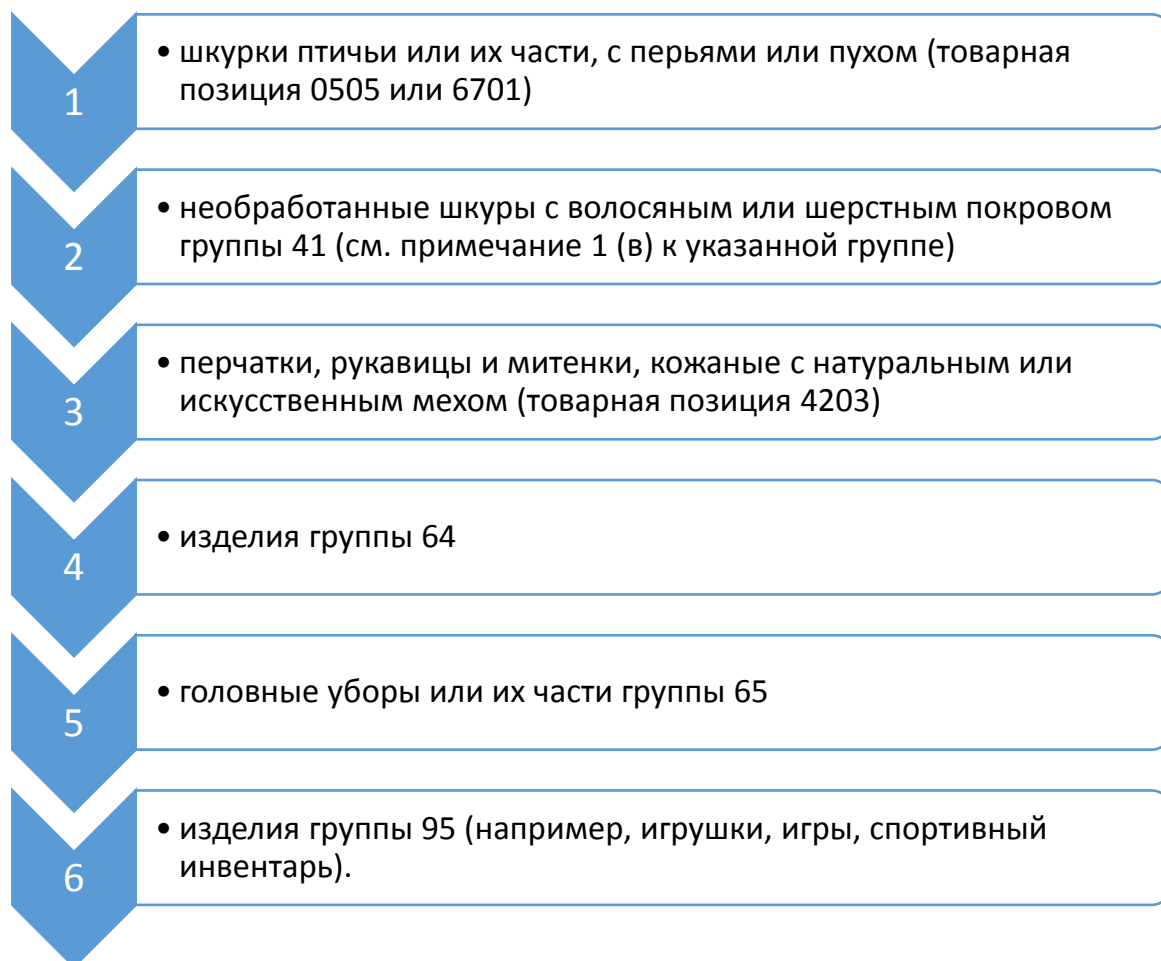 1
• шкурки птичьи или их части, с перьями или пухом (товарная
позиция 0505 или 6701)
2
• необработанные шкуры с волосяным или шерстным покровом
группы 41 (см. примечание 1 (в) к указанной группе)
3
• перчатки, рукавицы и митенки, кожаные с натуральным или
искусственным мехом (товарная позиция 4203)
4
• изделия группы 64
5
• головные уборы или их части группы 65
6
• изделия группы 95 (например, игрушки, игры, спортивный
инвентарь).